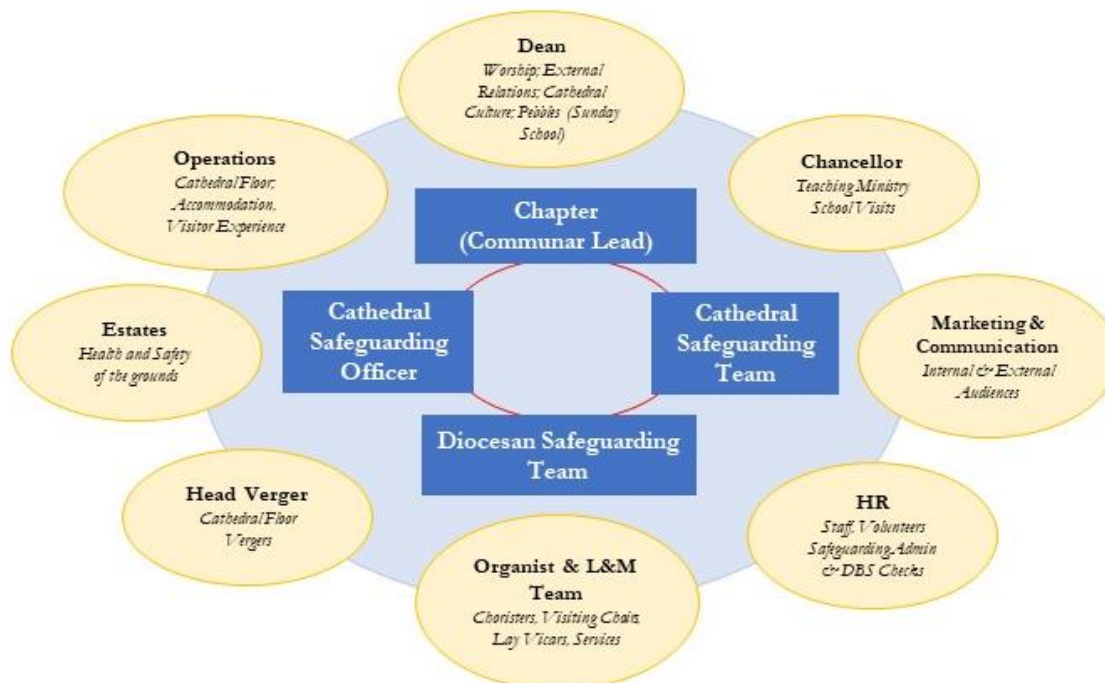 Dean
Worship; External
Relations; Cathedral
Culture; Pebbles (Sunday
School)
Operations
Cathedral Floor;
Accommodation,
Visitor Experience
Chancellor
Teaching Ministry
School Visits
Chapter
(Communar Lead)
Cathedral
Safeguarding
Officer
Cathedral
Safeguarding
Team
Estates
Health and Safety
of the grounds
Marketing &
Communication
Internal & External
Audiences
Diocesan Safeguarding
Team
Head Verger
Cathedral Floor
Vergers
HR
Staff, Volunteers
Safeguarding Admin
& DBS Checks
Organist & L&M
Team
Choristers, Visiting Choirs,
Lay Vicars, Services